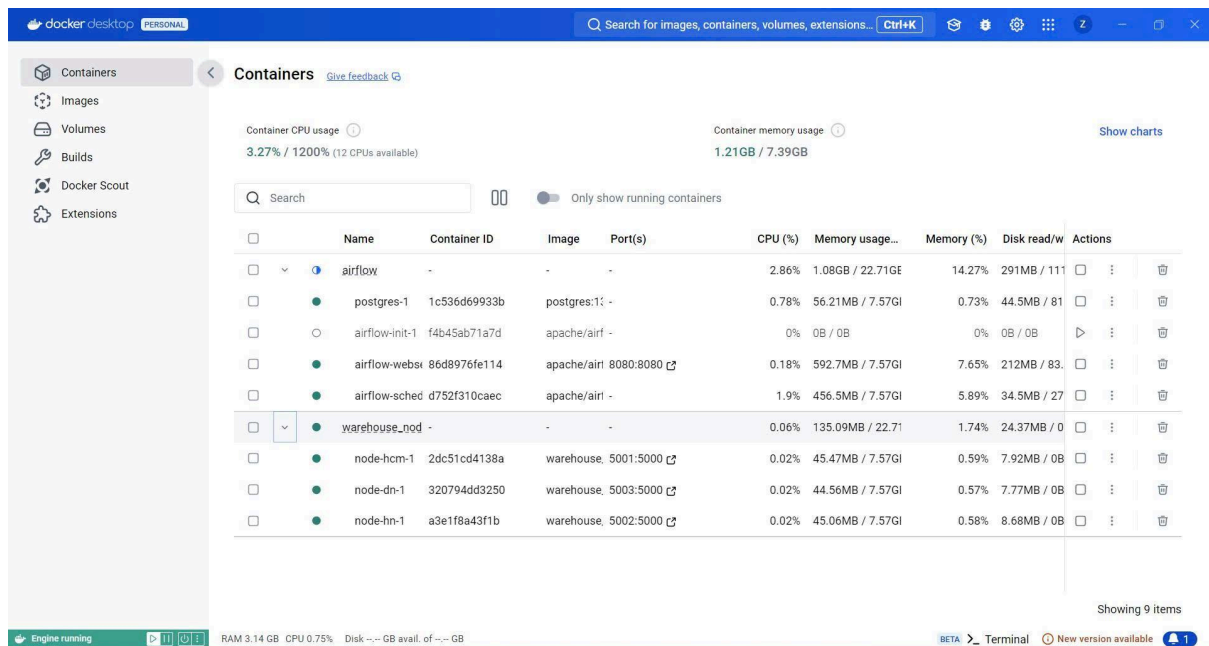 docker desktop PERSONAL Search for images, containers, volumes, extensions... Ctrl+K Z
Containers
Images
Volumes
Builds
Docker Scout
Extensions
Containers Give feedback
Container CPU usage Container memory usage Show charts
3.27% / 1200% (12 CPUs available) 1.21GB / 7.39GB
Search Only show running containers
Name Container ID Image Port(s) CPU (%) Memory usage... Memory (%) Disk read/w Actions
airflow - - - 2.86% 1.08GB / 22.71GE 14.27% 291MB / 111
postgres-1 1c536d69933b postgres:13 - 0.78% 56.21MB / 7.57GI 0.73% 44.5MB / 81
airflow-init-1 f4b45ab71a7d apache/airf - 0% 0B / 0B 0% 0B / 0B
airflow-webse 86d8976fe114 apache/airf 8080:8080 0.18% 592.7MB / 7.57GI 7.65% 212MB / 83.
airflow-sched d752f310caec apache/airf - 1.9% 456.5MB / 7.57GI 5.89% 34.5MB / 27
warehouse_nod - - - 0.06% 135.09MB / 22.71 1.74% 24.37MB / 0
node-hcm-1 2dc51cd4138a warehouse. 5001:5000 0.02% 45.47MB / 7.57GI 0.59% 7.92MB / 0B
node-dn-1 320794dd3250 warehouse. 5003:5000 0.02% 44.56MB / 7.57GI 0.57% 7.77MB / 0B
node-hn-1 a3e1f8a43f1b warehouse. 5002:5000 0.02% 45.06MB / 7.57GI 0.58% 8.68MB / 0B
Showing 9 items
Engine running RAM 3.14 GB CPU 0.75% Disk --.-- GB avail. of --.-- GB BETA >_ Terminal New version available 1